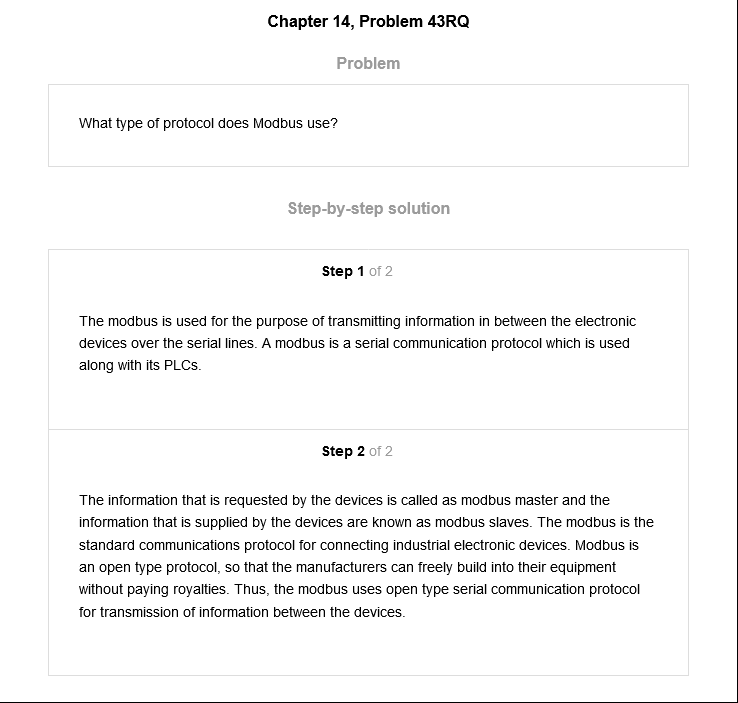 Chapter 14, Problem 43RQ
Problem
What type of protocol does Modbus use?
Step-by-step solution
Step 1 of 2
The modbus is used for the purpose of transmitting information in between the electronic
devices over the serial lines. A modbus is a serial communication protocol which is used
along with its PLCs.
Step 2 of 2
The information that is requested by the devices is called as modbus master and the
information that is supplied by the devices are known as modbus slaves. The modbus is the
standard communications protocol for connecting industrial electronic devices. Modbus is
an open type protocol, so that the manufacturers can freely build into their equipment
without paying royalties. Thus, the modbus uses open type serial communication protocol
for transmission of information between the devices.